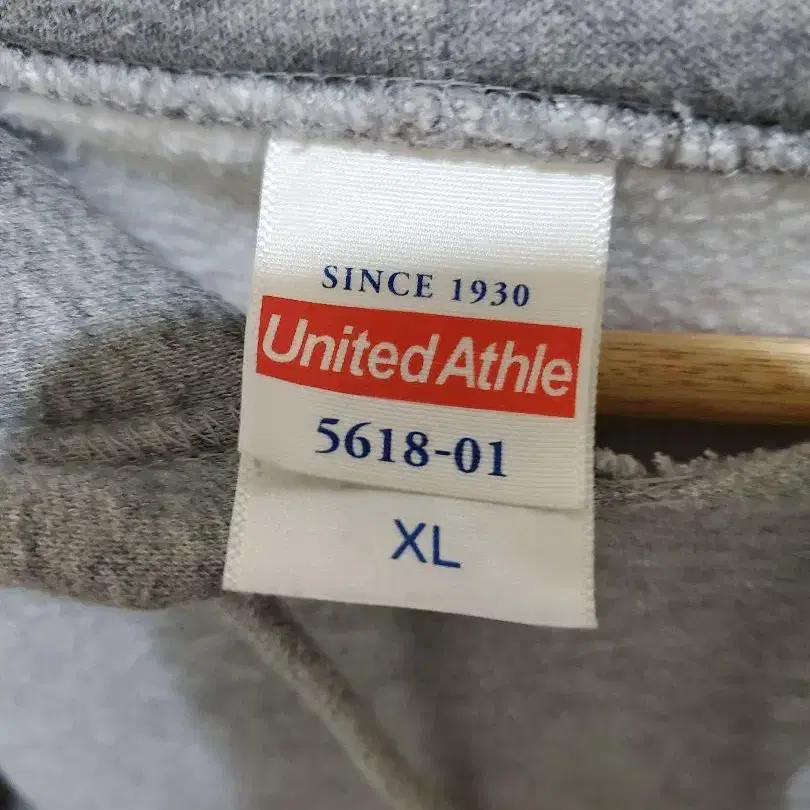 SINCE 1930
United Athle
5618-01
XL